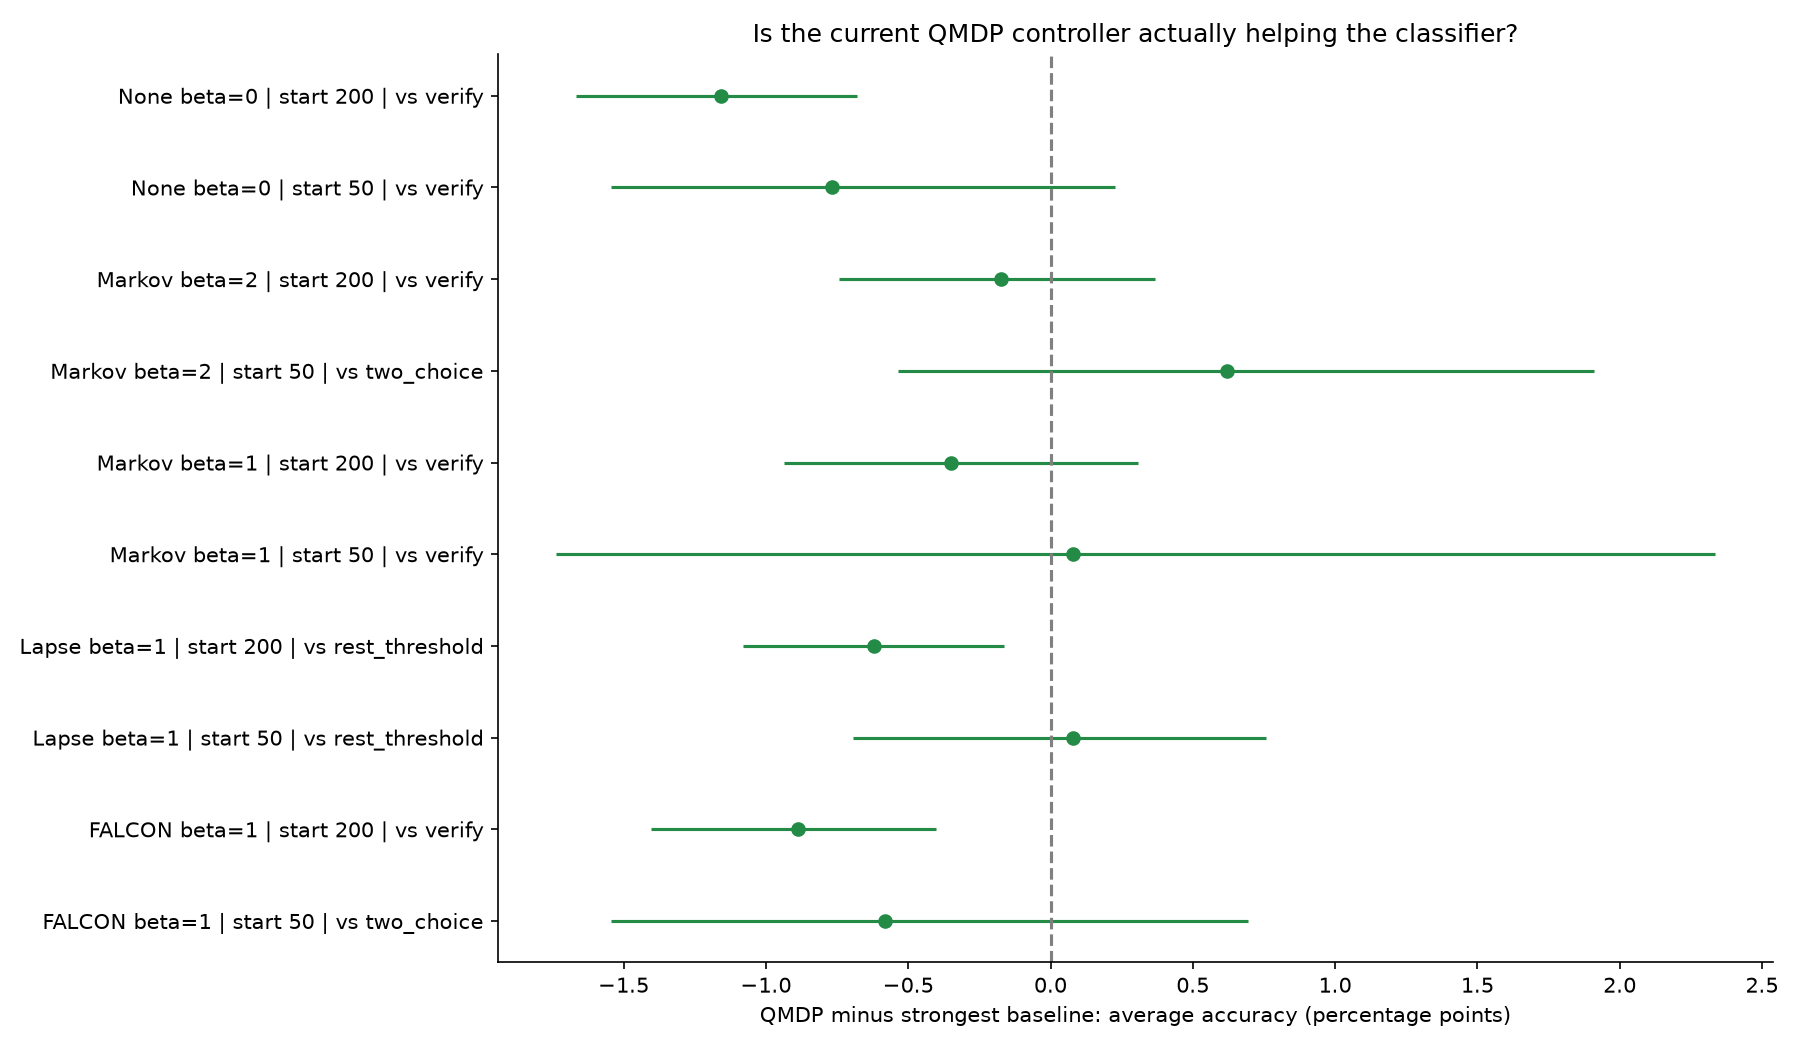 Is the current QMDP controller actually helping the classifier?
None beta=0 | start 200 | vs verify
None beta=0 | start 50 | vs verify
Markov beta=2 | start 200 | vs verify
Markov beta=2 | start 50 | vs two_choice
Markov beta=1 | start 200 | vs verify
Markov beta=1 | start 50 | vs verify
Lapse beta=1 | start 200 | vs rest_threshold
Lapse beta=1 | start 50 | vs rest_threshold
FALCON beta=1 | start 200 | vs verify
FALCON beta=1 | start 50 | vs two_choice
−1.5 −1.0 −0.5 0.0 0.5 1.0 1.5 2.0 2.5
QMDP minus strongest baseline: average accuracy (percentage points)